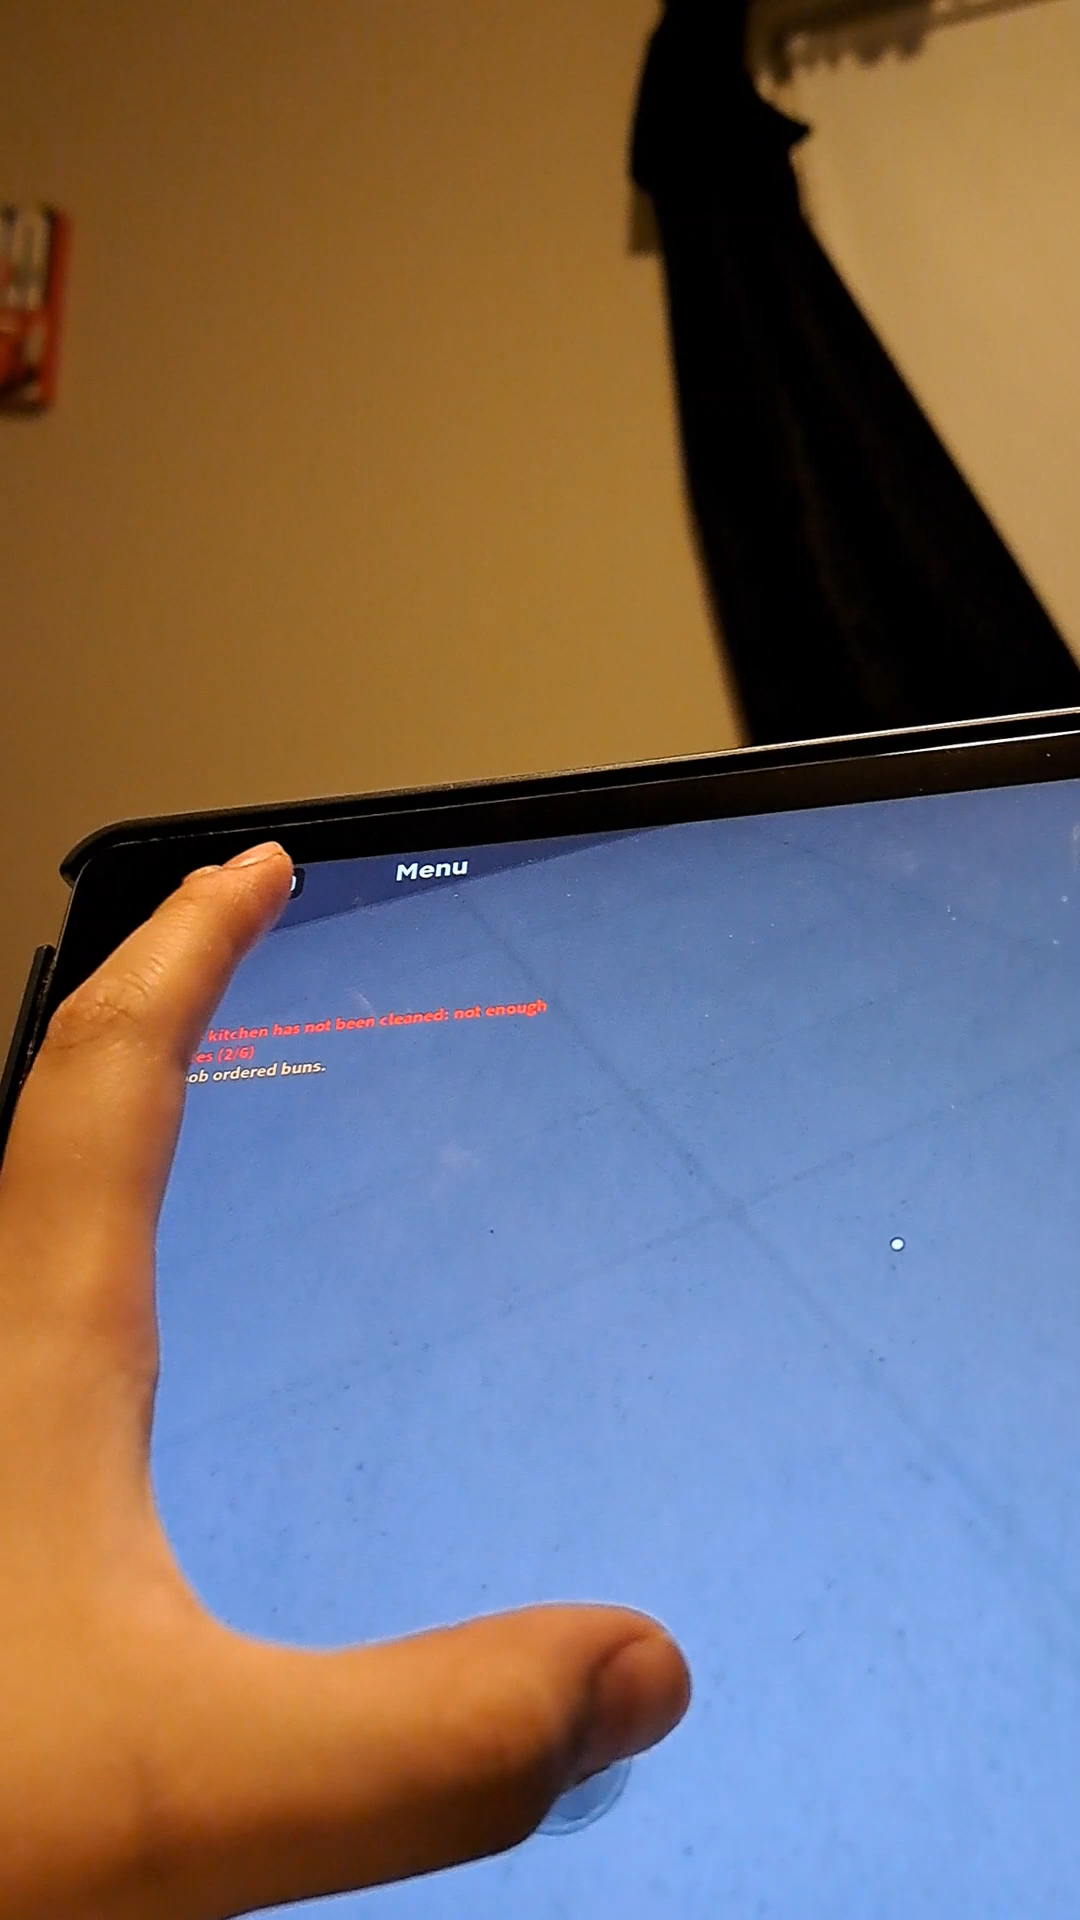 Menu
kitchen has not been cleaned: not enough
(2/6)
ordered buns.